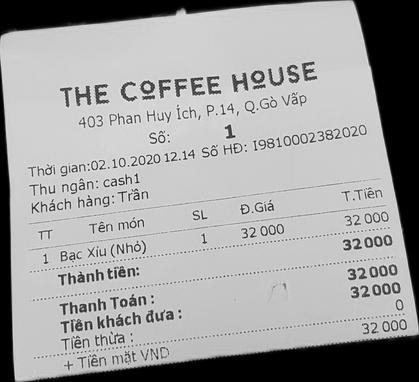 THE COFFEE HOUSE
403 Phan Huy Ích, P.14, Q.Gò Vấp
Số: 1
Thời gian:02.10.2020 12.14 Số HĐ: I9810002382020
Thu ngân: cash1
Khách hàng: Trần
TT Tên món SL Đ.Giá T.Tiền
1 Bạc Xíu (Nhỏ) 1 32 000 32 000
Thành tiền: 32 000
Thanh Toán : 32 000
Tiền khách đưa : 32 000
Tiền thừa : 0
+ Tiền mặt VND 32 000